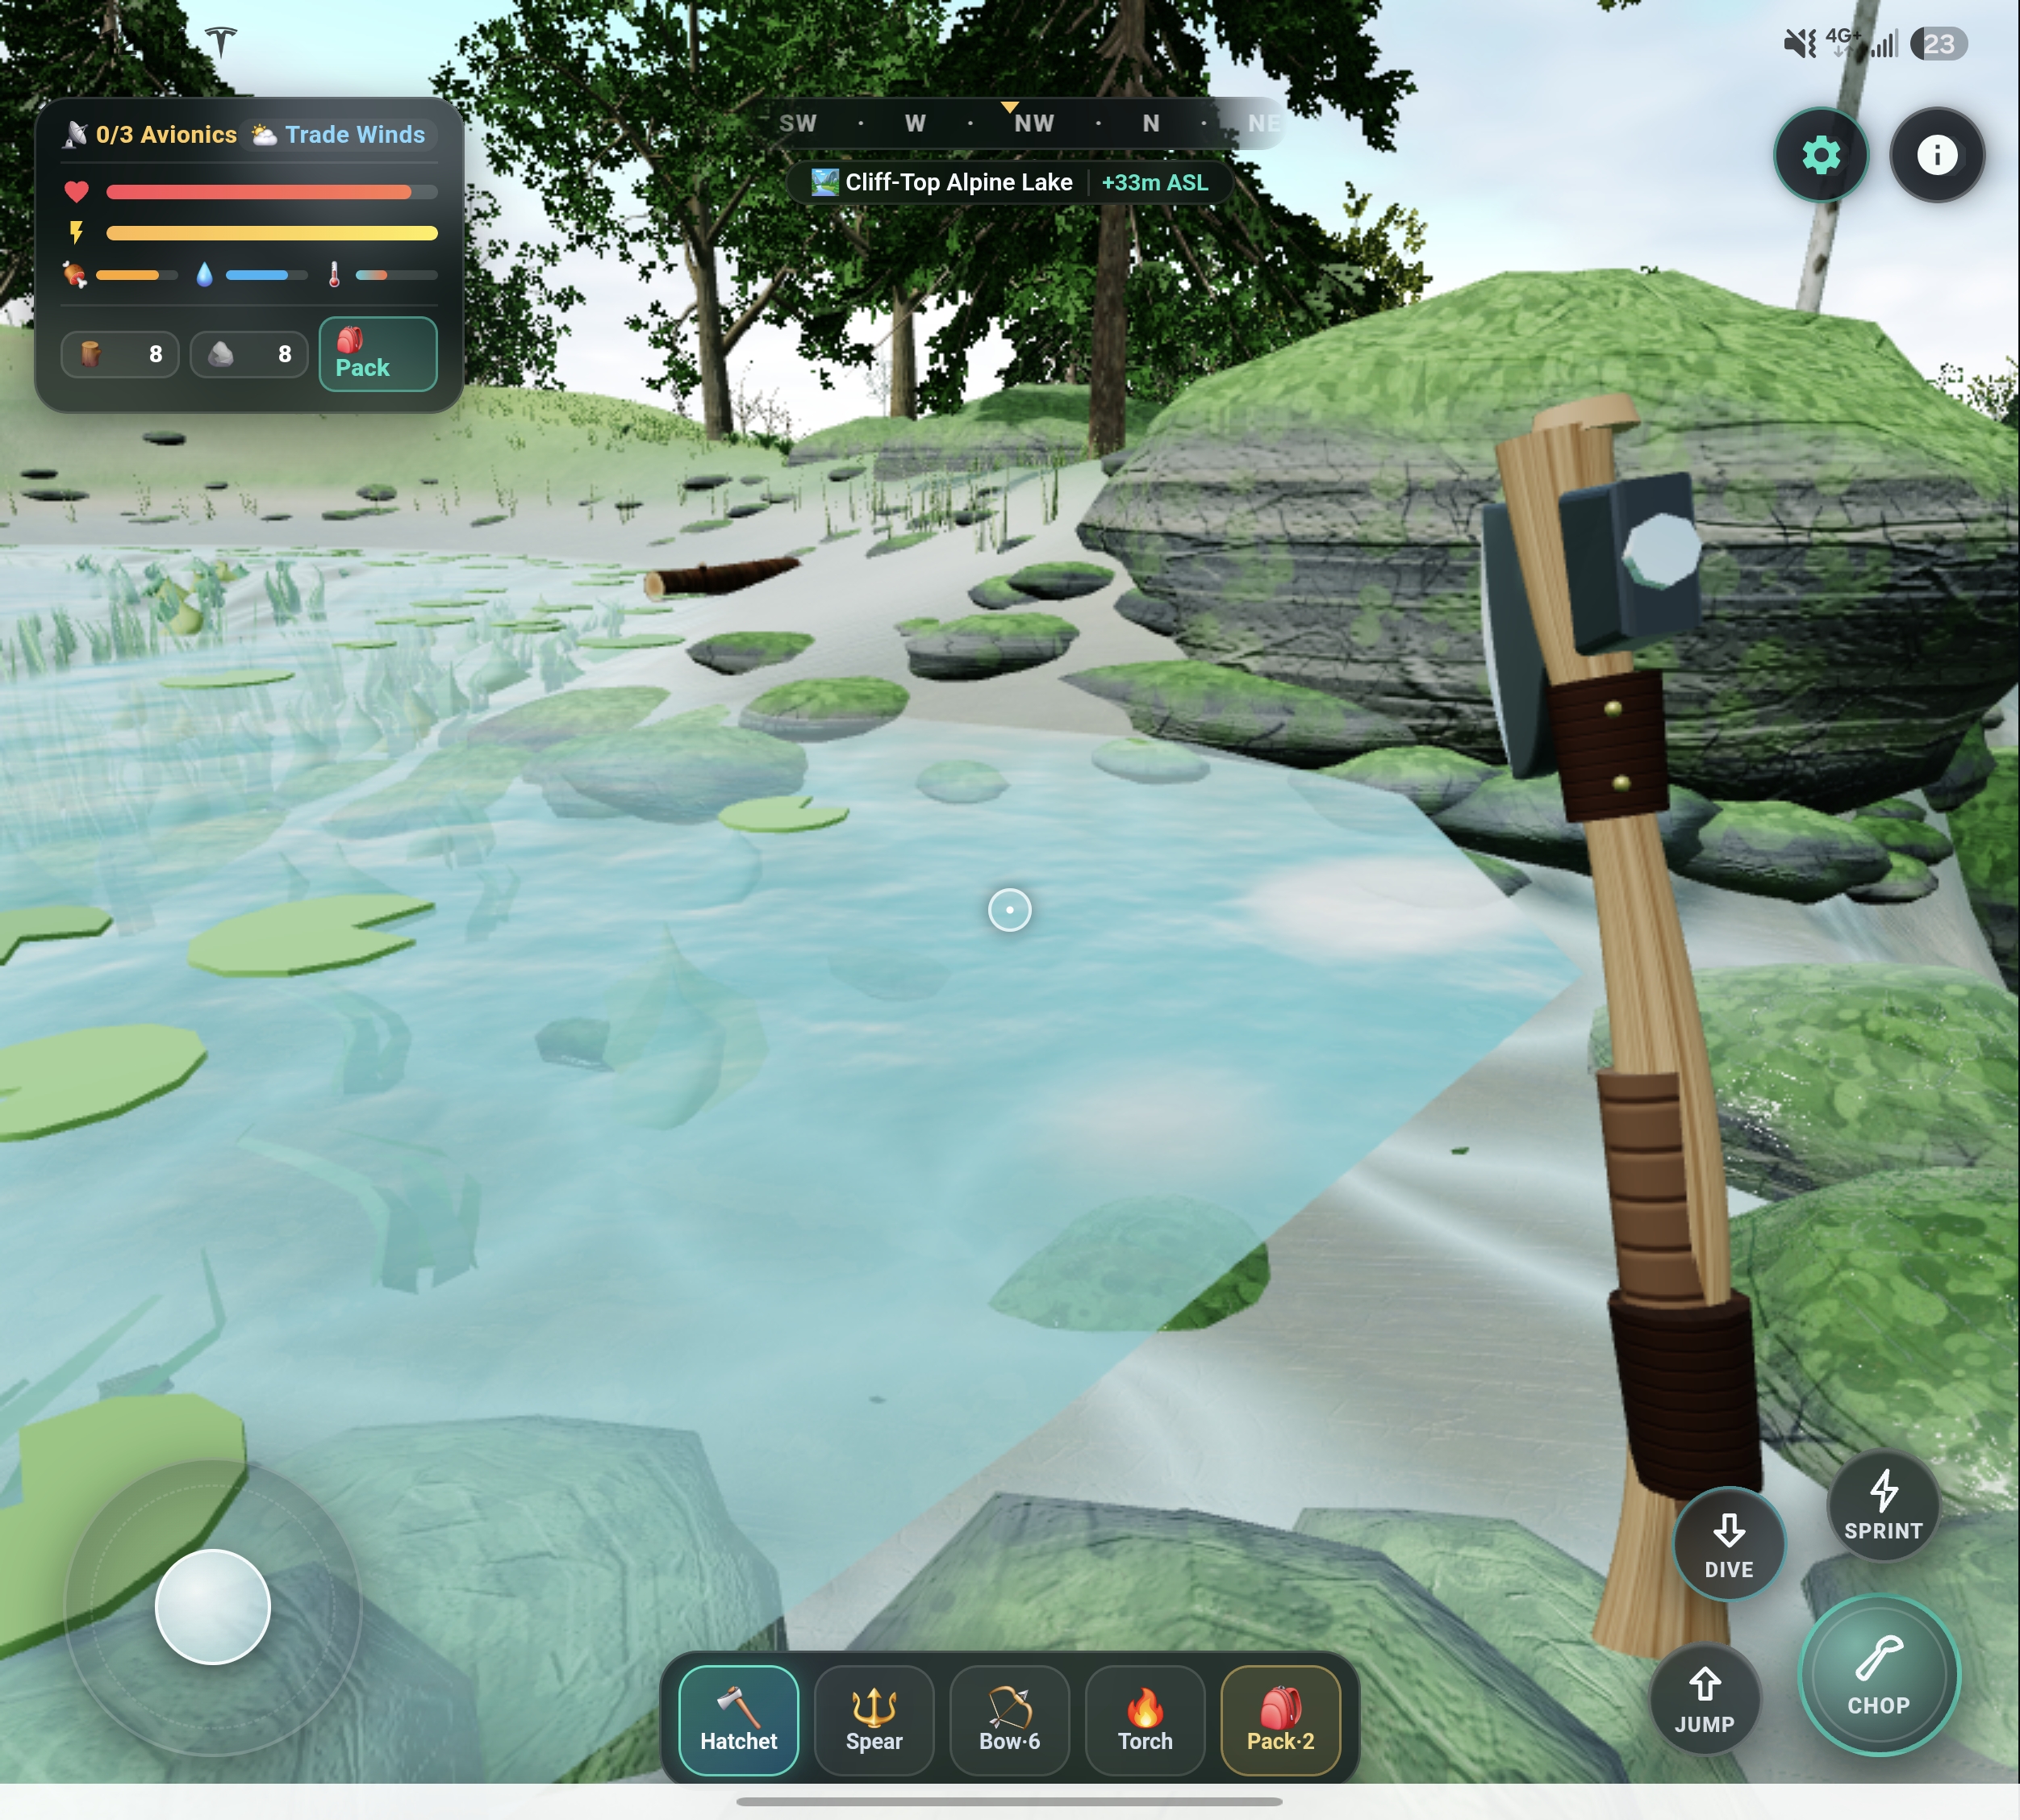 4G+
23
0/3 Avionics
Trade Winds
SW · W · NW · N · NE
Cliff-Top Alpine Lake | +33m ASL
8
8
Pack
DIVE
SPRINT
JUMP
CHOP
Hatchet
Spear
Bow·6
Torch
Pack·2